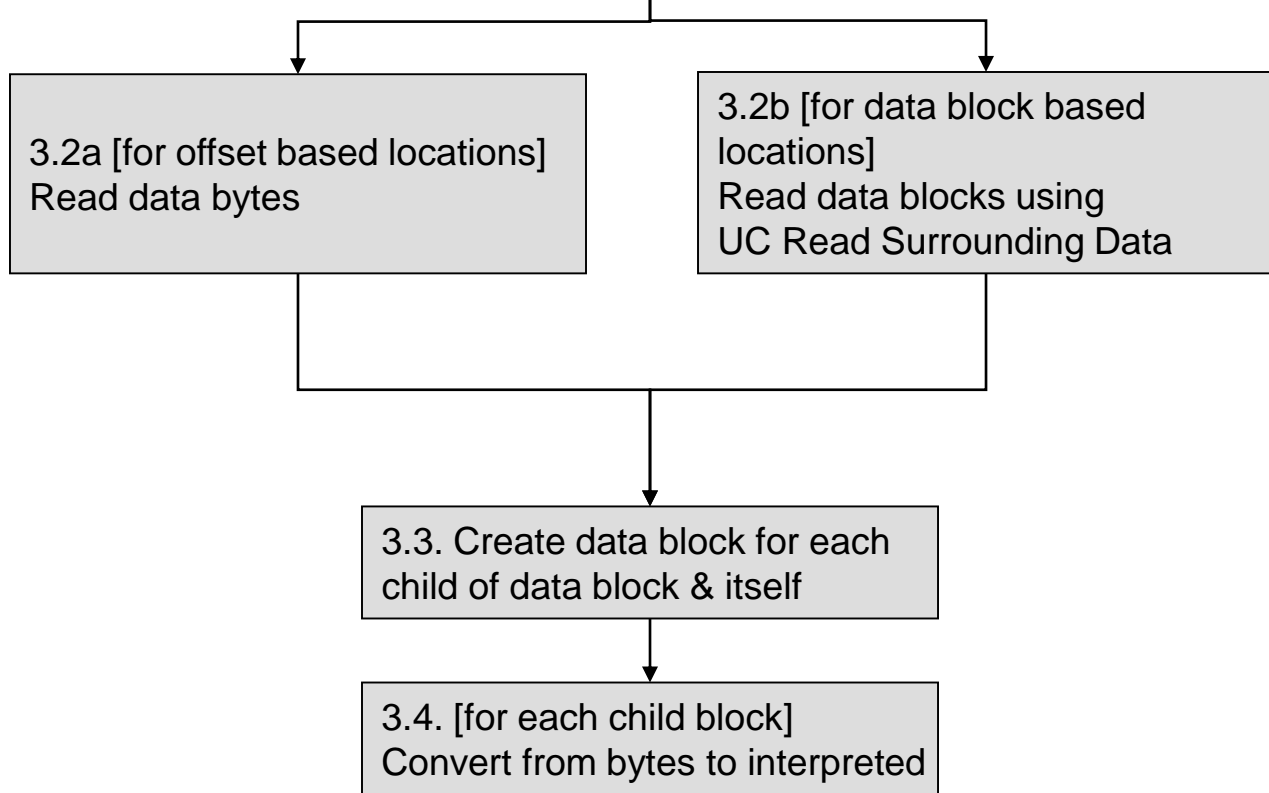 3.2a [for offset based locations]
Read data bytes
3.2b [for data block based
locations]
Read data blocks using
UC Read Surrounding Data
3.3. Create data block for each
child of data block & itself
3.4. [for each child block]
Convert from bytes to interpreted